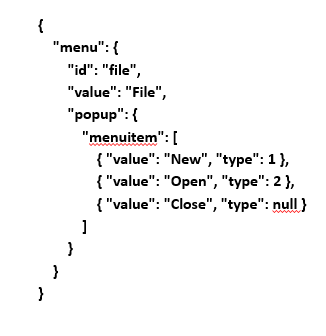 {
"menu": {
"id": "file",
"value": "File",
"popup": {
"menuitem": [
{ "value": "New", "type": 1 },
{ "value": "Open", "type": 2 },
{ "value": "Close", "type": null }
]
}
}
}